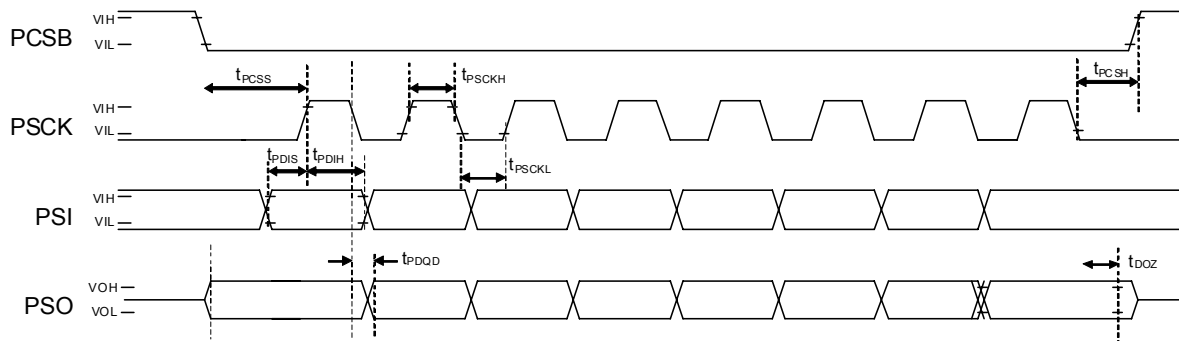 VIH
PCSB
VIL
tPCSS
tPSCKH
tPCSH
VIH
PSCK
VIL
tPDIS
tPDIH
tPSCKL
VIH
PSI
VIL
tPDQD
tDOZ
VOH
PSO
VOL